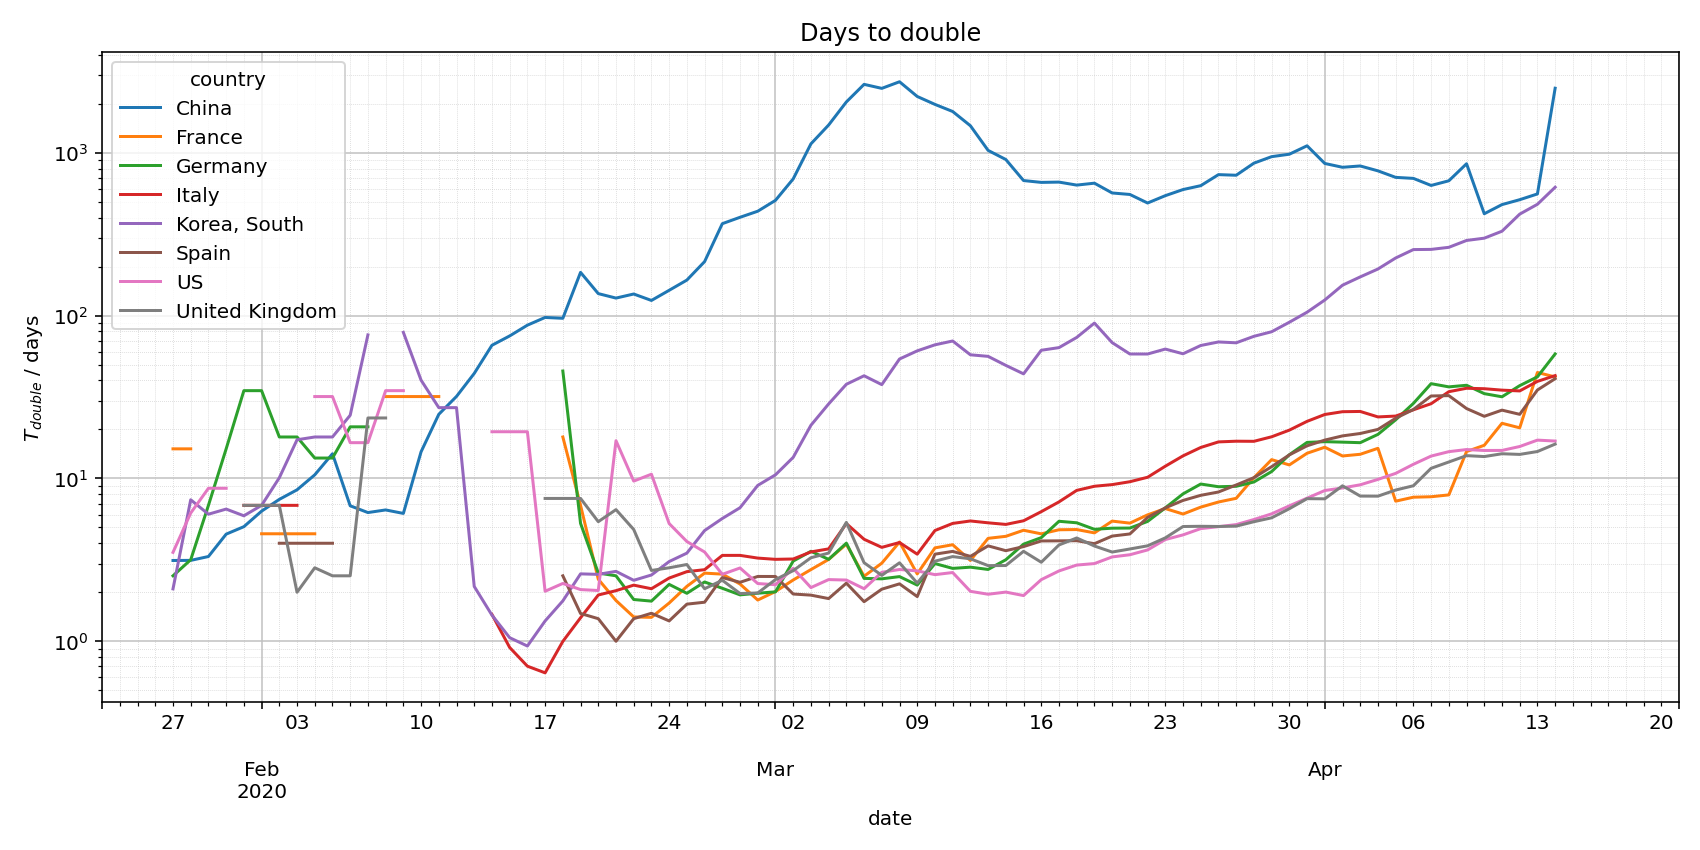 Days to double
country
China
France
Germany
Italy
Korea, South
Spain
US
United Kingdom
10³
10²
10¹
10⁰
T_double / days
27 03 10 17 24 02 09 16 23 30 06 13 20
Feb Mar Apr
2020
date